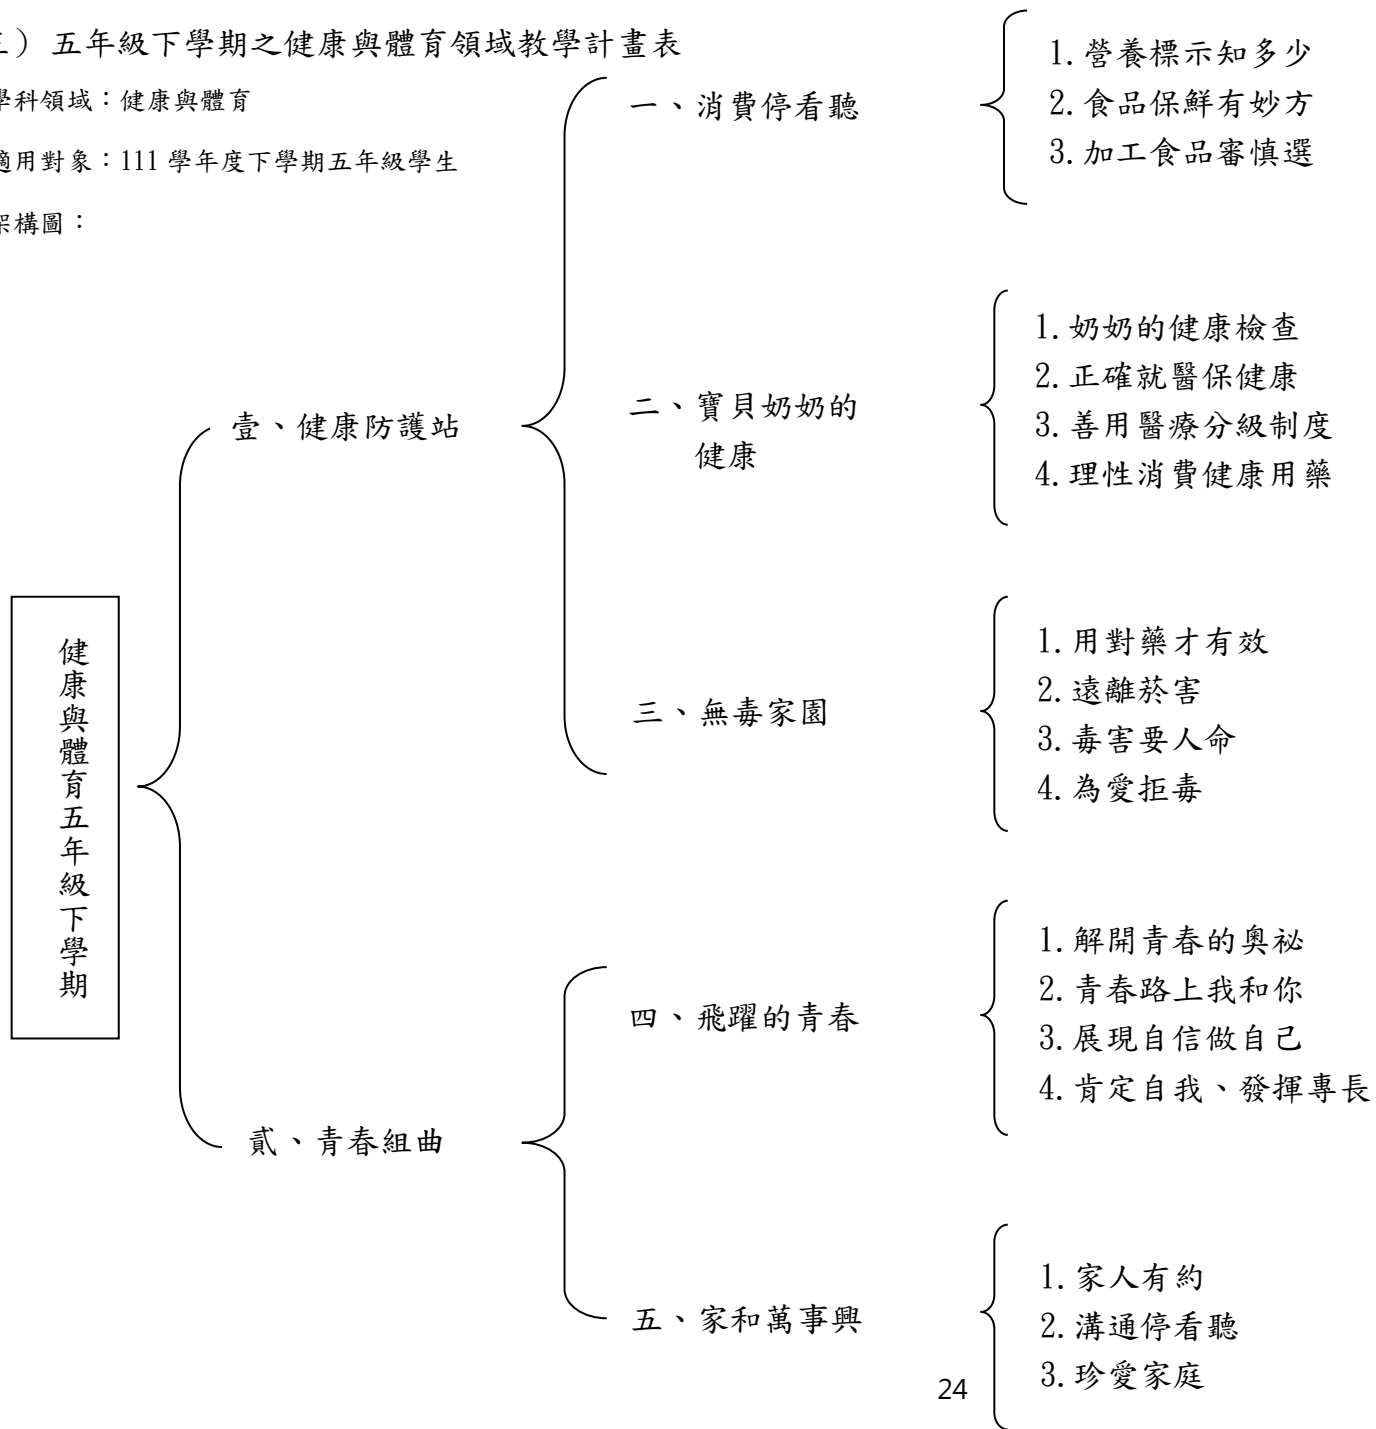 三) 五年級下學期之健康與體育領域教學計畫表
學科領域：健康與體育
適用對象：111 學年度下學期五年級學生
架構圖：
健康與體育五年級下學期
壹、健康防護站
一、消費停看聽
1.營養標示知多少
2.食品保鮮有妙方
3.加工食品審慎選
二、寶貝奶奶的
健康
1.奶奶的健康檢查
2.正確就醫保健康
3.善用醫療分級制度
4.理性消費健康用藥
三、無毒家園
1.用對藥才有效
2.遠離菸害
3.毒害要人命
4.為愛拒毒
貳、青春組曲
四、飛躍的青春
1.解開青春的奧祕
2.青春路上我和你
3.展現自信做自己
4.肯定自我、發揮專長
五、家和萬事興
1.家人有約
2.溝通停看聽
3.珍愛家庭
24